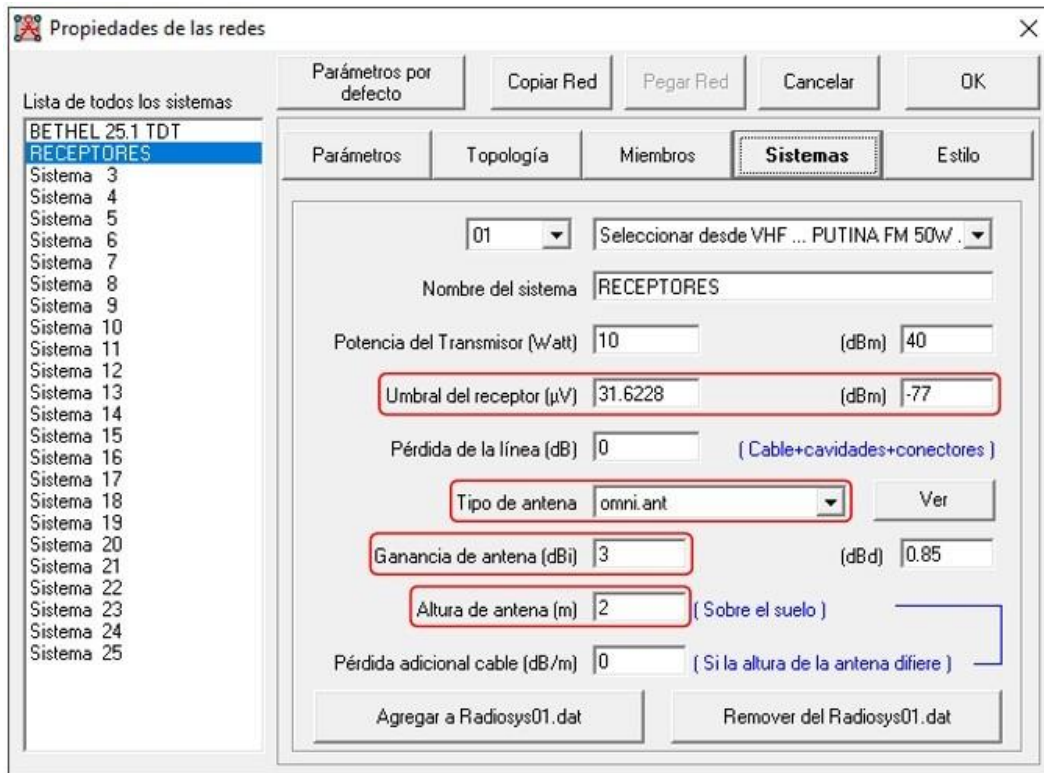 Propiedades de las redes
Parámetros por defecto
Copiar Red
Pegar Red
Cancelar
OK
Lista de todos los sistemas
BETHEL 25.1 TDT
RECEPTORES
Sistema 3
Sistema 4
Sistema 5
Sistema 6
Sistema 7
Sistema 8
Sistema 9
Sistema 10
Sistema 11
Sistema 12
Sistema 13
Sistema 14
Sistema 15
Sistema 16
Sistema 17
Sistema 18
Sistema 19
Sistema 20
Sistema 21
Sistema 22
Sistema 23
Sistema 24
Sistema 25
Parámetros
Topología
Miembros
Sistemas
Estilo
01 Seleccionar desde VHF ... PUTINA FM 50W .
Nombre del sistema RECEPTORES
Potencia del Transmisor (Watt) 10 (dBm) 40
Umbral del receptor (µV) 31.6228 (dBm) -77
Pérdida de la línea (dB) 0 ( Cable+cavidades+conectores )
Tipo de antena omni.ant Ver
Ganancia de antena (dBi) 3 (dBd) 0.85
Altura de antena (m) 2 ( Sobre el suelo )
Pérdida adicional cable (dB/m) 0 ( Si la altura de la antena difiere )
Agregar a Radiosys01.dat
Remover del Radiosys01.dat